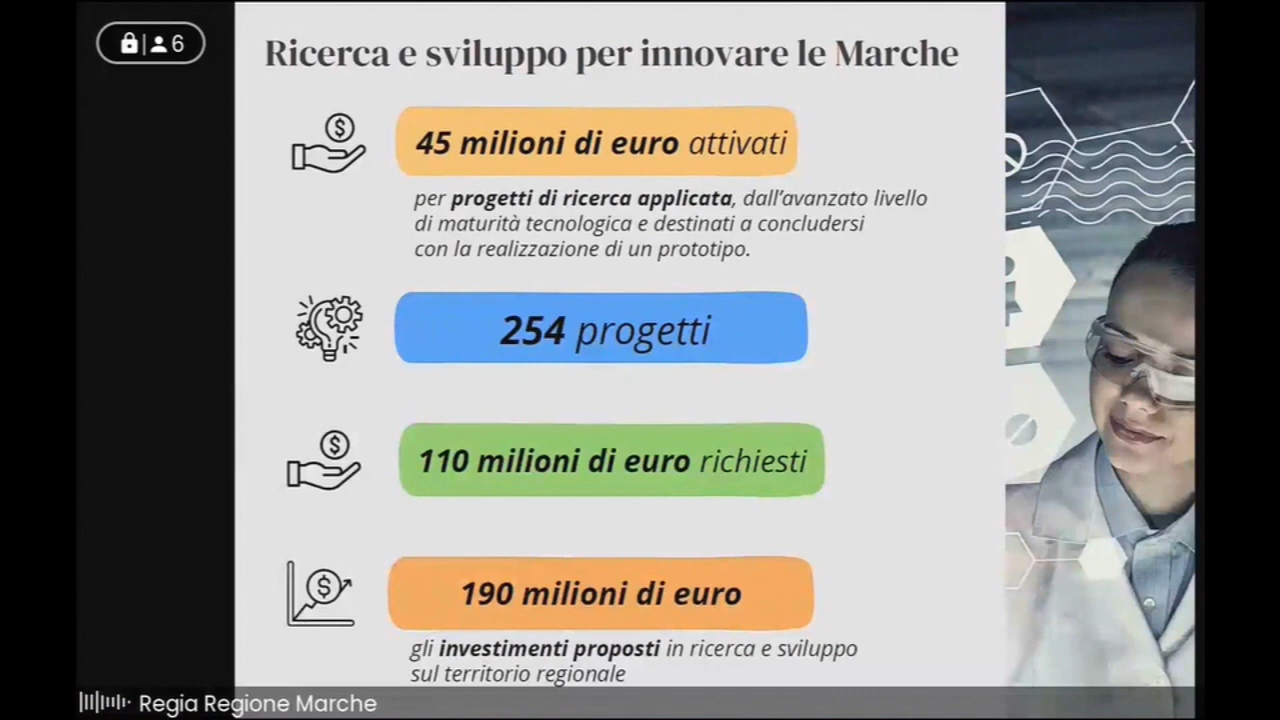 6
Ricerca e sviluppo per innovare le Marche
45 milioni di euro attivati
per progetti di ricerca applicata, dall'avanzato livello
di maturità tecnologica e destinati a concludersi
con la realizzazione di un prototipo.
254 progetti
110 milioni di euro richiesti
190 milioni di euro
gli investimenti proposti in ricerca e sviluppo
sul territorio regionale
Regia Regione Marche